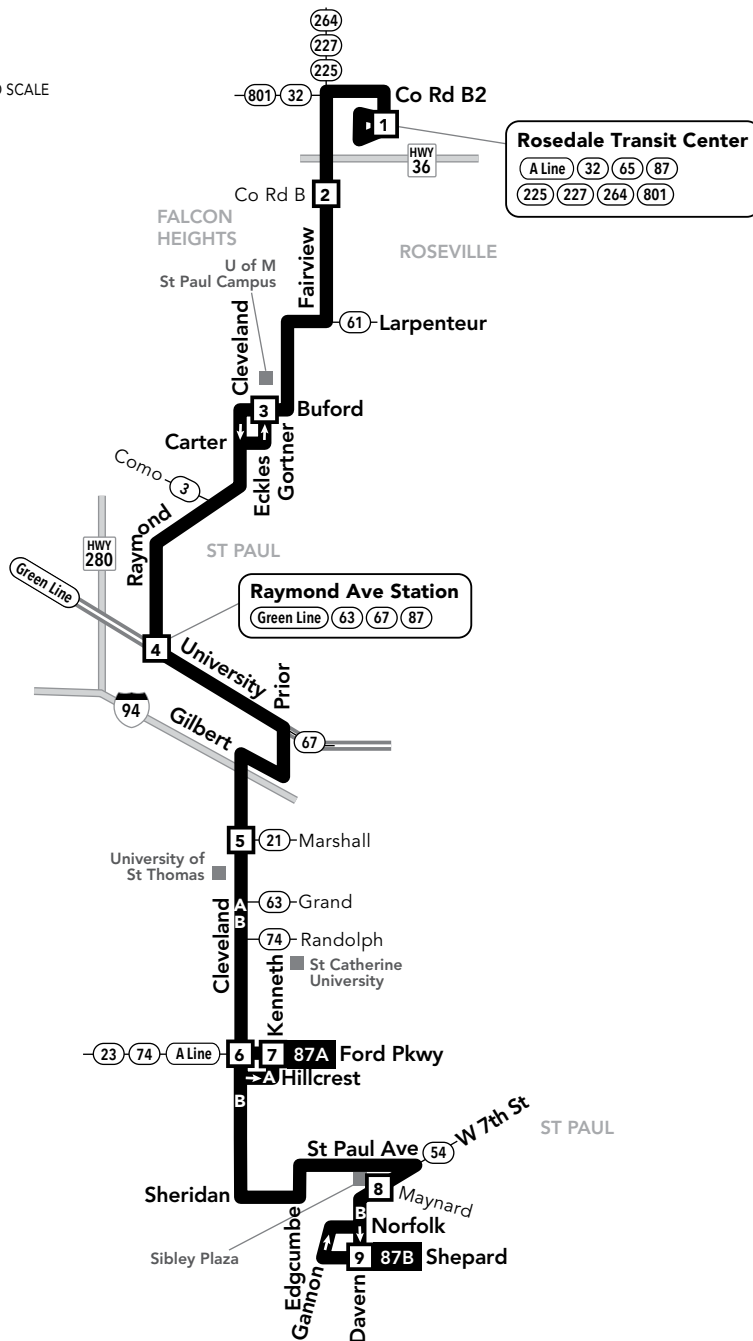 264
227
225
O SCALE
801 32
Co Rd B2
1
Rosedale Transit Center
A Line 32 65 87
225 227 264 801
HWY
36
Co Rd B
2
FALCON
HEIGHTS
ROSEVILLE
Fairview
U of M
St Paul Campus
Cleveland
61 Larpenteur
3
Buford
Carter
Eckles
Gortner
Como
3
Raymond
HWY
280
ST PAUL
Green Line
Raymond Ave Station
Green Line 63 67 87
4
University
Prior
94
Gilbert
67
5
21 Marshall
University of
St Thomas
A
B
63 Grand
Cleveland
74 Randolph
Kenneth
St Catherine
University
23 74 A Line
6
7 87A Ford Pkwy
A
Hillcrest
B
St Paul Ave
54
W 7th St
ST PAUL
Sheridan
8
Maynard
Edgcumbe
B
Norfolk
Sibley Plaza
Gannon
9 87B Shepard
Davern